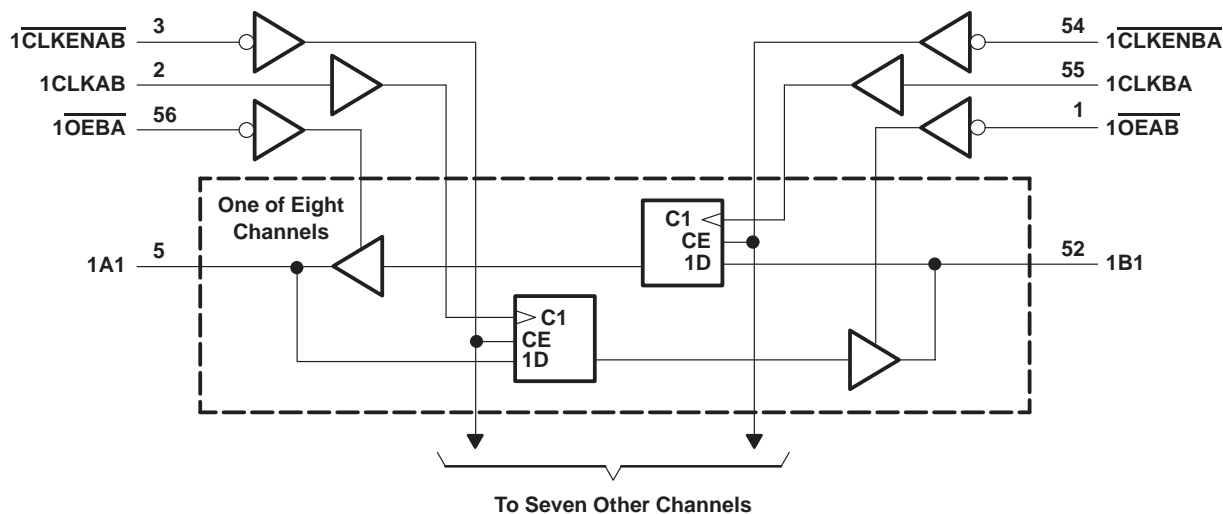 1CLKENAB 3
1CLKAB 2
1OEBA 56
54 1CLKENBA
55 1CLKBA
1 1OEAB
One of Eight
Channels
C1
CE
1D
1A1 5
52 1B1
C1
CE
1D
To Seven Other Channels